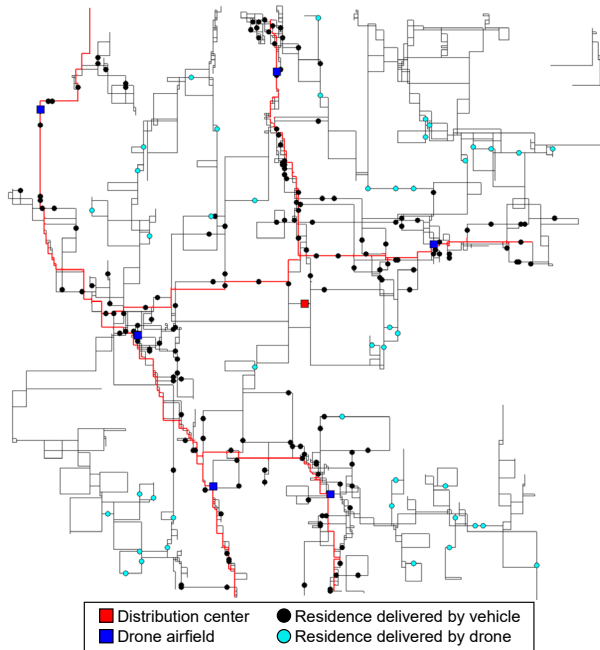 Distribution center
Residence delivered by vehicle
Drone airfield
Residence delivered by drone